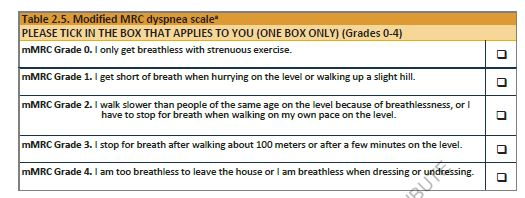 Table 2.5. Modified MRC dyspnea scaleª
PLEASE TICK IN THE BOX THAT APPLIES TO YOU (ONE BOX ONLY) (Grades 0-4)
mMRC Grade 0. I only get breathless with strenuous exercise.
mMRC Grade 1. I get short of breath when hurrying on the level or walking up a slight hill.
mMRC Grade 2. I walk slower than people of the same age on the level because of breathlessness, or I
have to stop for breath when walking on my own pace on the level.
mMRC Grade 3. I stop for breath after walking about 100 meters or after a few minutes on the level.
mMRC Grade 4. I am too breathless to leave the house or I am breathless when dressing or undressing.